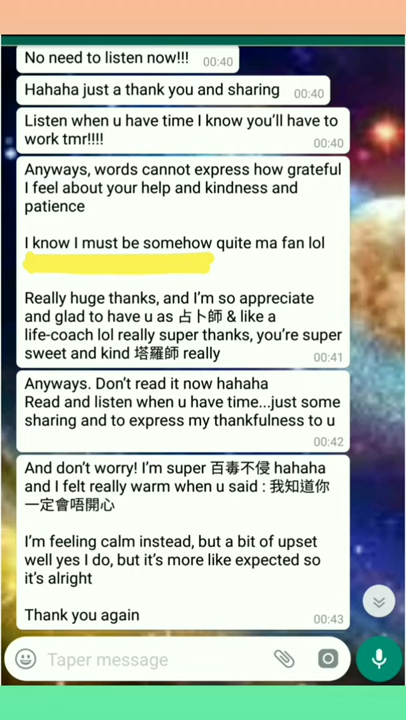 No need to listen now!!! 00:40
Hahaha just a thank you and sharing 00:40
Listen when u have time I know you'll have to
work tmr!!!! 00:40
Anyways, words cannot express how grateful
I feel about your help and kindness and
patience
I know I must be somehow quite ma fan lol
Really huge thanks, and I'm so appreciate
and glad to have u as 占卜師 & like a
life-coach lol really super thanks, you're super
sweet and kind 塔羅師 really 00:41
Anyways. Don't read it now hahaha
Read and listen when u have time...just some
sharing and to express my thankfulness to u
00:42
And don't worry! I'm super 百毒不侵 hahaha
and I felt really warm when u said : 我知道你
一定會唔開心
I'm feeling calm instead, but a bit of upset
well yes I do, but it's more like expected so
it's alright
Thank you again 00:43
Taper message